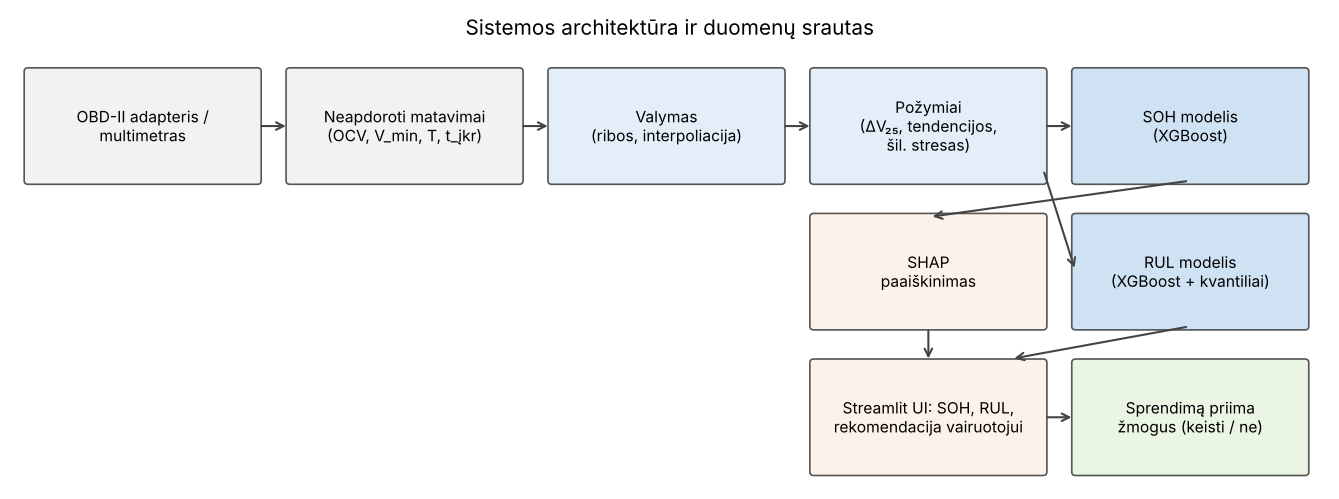 Sistemos architektūra ir duomenų srautas
OBD-II adapteris /
multimetras
Neapdoroti matavimai
(OCV, V_min, T, t_įkr)
Valymas
(ribos, interpoliacija)
Požymiai
(ΔV₂₅, tendencijos,
šil. stresas)
SOH modelis
(XGBoost)
SHAP
paaiškinimas
RUL modelis
(XGBoost + kvantiliai)
Streamlit UI: SOH, RUL,
rekomendacija vairuotojui
Sprendimą priima
žmogus (keisti / ne)